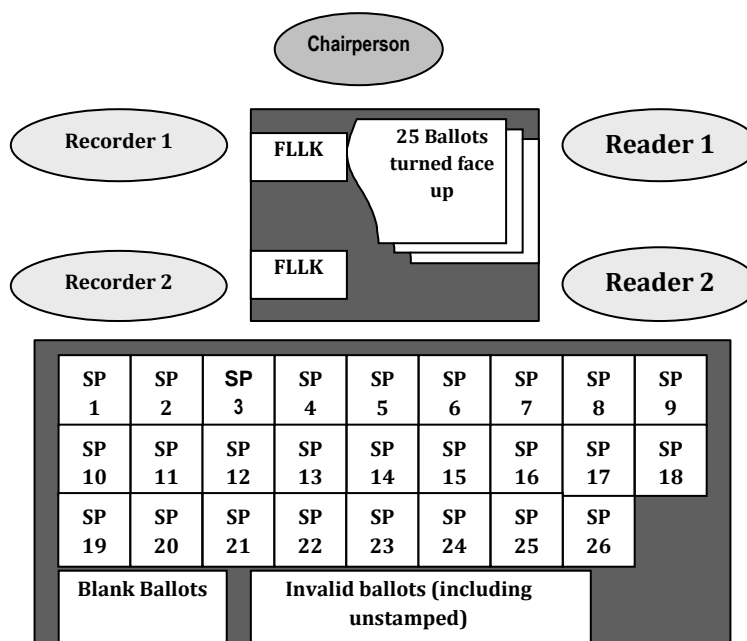 Chairperson
Recorder 1
FLLK
25 Ballots
turned face
up
Reader 1
Recorder 2
FLLK
Reader 2
SP SP SP SP SP SP SP SP SP
1 2 3 4 5 6 7 8 9
SP SP SP SP SP SP SP SP SP
10 11 12 13 14 15 16 17 18
SP SP SP SP SP SP SP SP
19 20 21 22 23 24 25 26
Blank Ballots
Invalid ballots (including
unstamped)